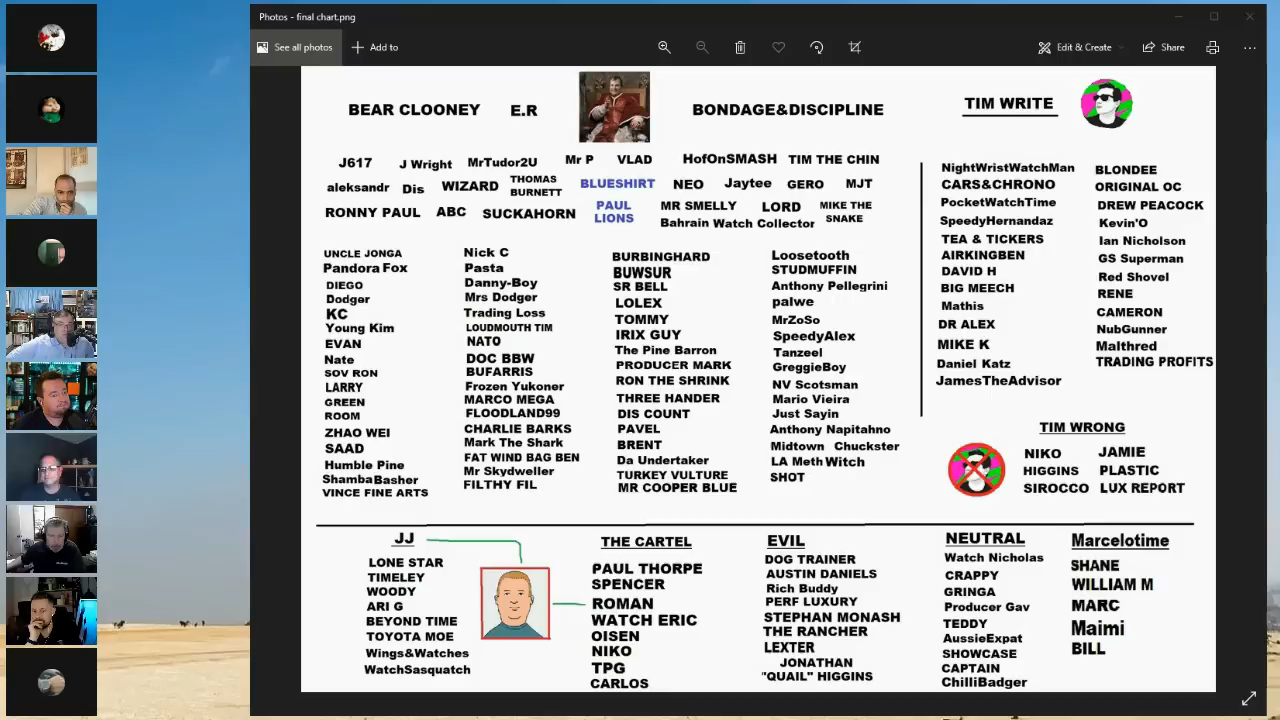 Photos - final chart.png
See all photos
Add to
Edit & Create
Share
BEAR CLOONEY
E.R
BONDAGE&DISCIPLINE
TIM WRITE
J617
J Wright
MrTudor2U
Mr P
VLAD
HofOnSMASH
TIM THE CHIN
aleksandr
Dis
WIZARD
THOMAS
BURNETT
BLUESHIRT
NEO
Jaytee
GERO
MJT
RONNY PAUL
ABC
SUCKAHORN
PAUL
LIONS
MR SMELLY
LORD
MIKE THE
SNAKE
Bahrain Watch Collector
UNCLE JONGA
Pandora Fox
DIEGO
Dodger
KC
Young Kim
EVAN
Nate
SOV RON
LARRY
GREEN
ROOM
ZHAO WEI
SAAD
Humble Pine
Shamba Basher
VINCE FINE ARTS
Nick C
Pasta
Danny-Boy
Mrs Dodger
Trading Loss
LOUDMOUTH TIM
NATO
DOC BBW
BUFARRIS
Frozen Yukoner
MARCO MEGA
FLOODLAND99
CHARLIE BARKS
Mark The Shark
FAT WIND BAG BEN
Mr Skydweller
FILTHY FIL
BURBINGHARD
BUWSUR
SR BELL
LOLEX
TOMMY
IRIX GUY
The Pine Barron
PRODUCER MARK
RON THE SHRINK
THREE HANDER
DIS COUNT
PAVEL
BRENT
Da Undertaker
TURKEY VULTURE
MR COOPER BLUE
Loosetooth
STUDMUFFIN
Anthony Pellegrini
palwe
MrZoSo
SpeedyAlex
Tanzeel
GreggieBoy
NV Scotsman
Mario Vieira
Just Sayin
Anthony Napitahno
Midtown Chuckster
LA Meth Witch
SHOT
NightWristWatchMan
CARS&CHRONO
PocketWatchTime
SpeedyHernandaz
TEA & TICKERS
AIRKINGBEN
DAVID H
BIG MEECH
Mathis
DR ALEX
MIKE K
Daniel Katz
JamesTheAdvisor
BLONDEE
ORIGINAL OC
DREW PEACOCK
Kevin'O
Ian Nicholson
GS Superman
Red Shovel
RENE
CAMERON
NubGunner
Malthred
TRADING PROFITS
TIM WRONG
NIKO
HIGGINS
SIROCCO
JAMIE
PLASTIC
LUX REPORT
JJ
LONE STAR
TIMELEY
WOODY
ARI G
BEYOND TIME
TOYOTA MOE
Wings&Watches
WatchSasquatch
THE CARTEL
PAUL THORPE
SPENCER
ROMAN
WATCH ERIC
OISEN
NIKO
TPG
CARLOS
EVIL
DOG TRAINER
AUSTIN DANIELS
Rich Buddy
PERF LUXURY
STEPHAN MONASH
THE RANCHER
LEXTER
JONATHAN
"QUAIL" HIGGINS
NEUTRAL
Watch Nicholas
CRAPPY
GRINGA
Producer Gav
TEDDY
AussieExpat
SHOWCASE
CAPTAIN
ChilliBadger
Marcelotime
SHANE
WILLIAM M
MARC
Maimi
BILL